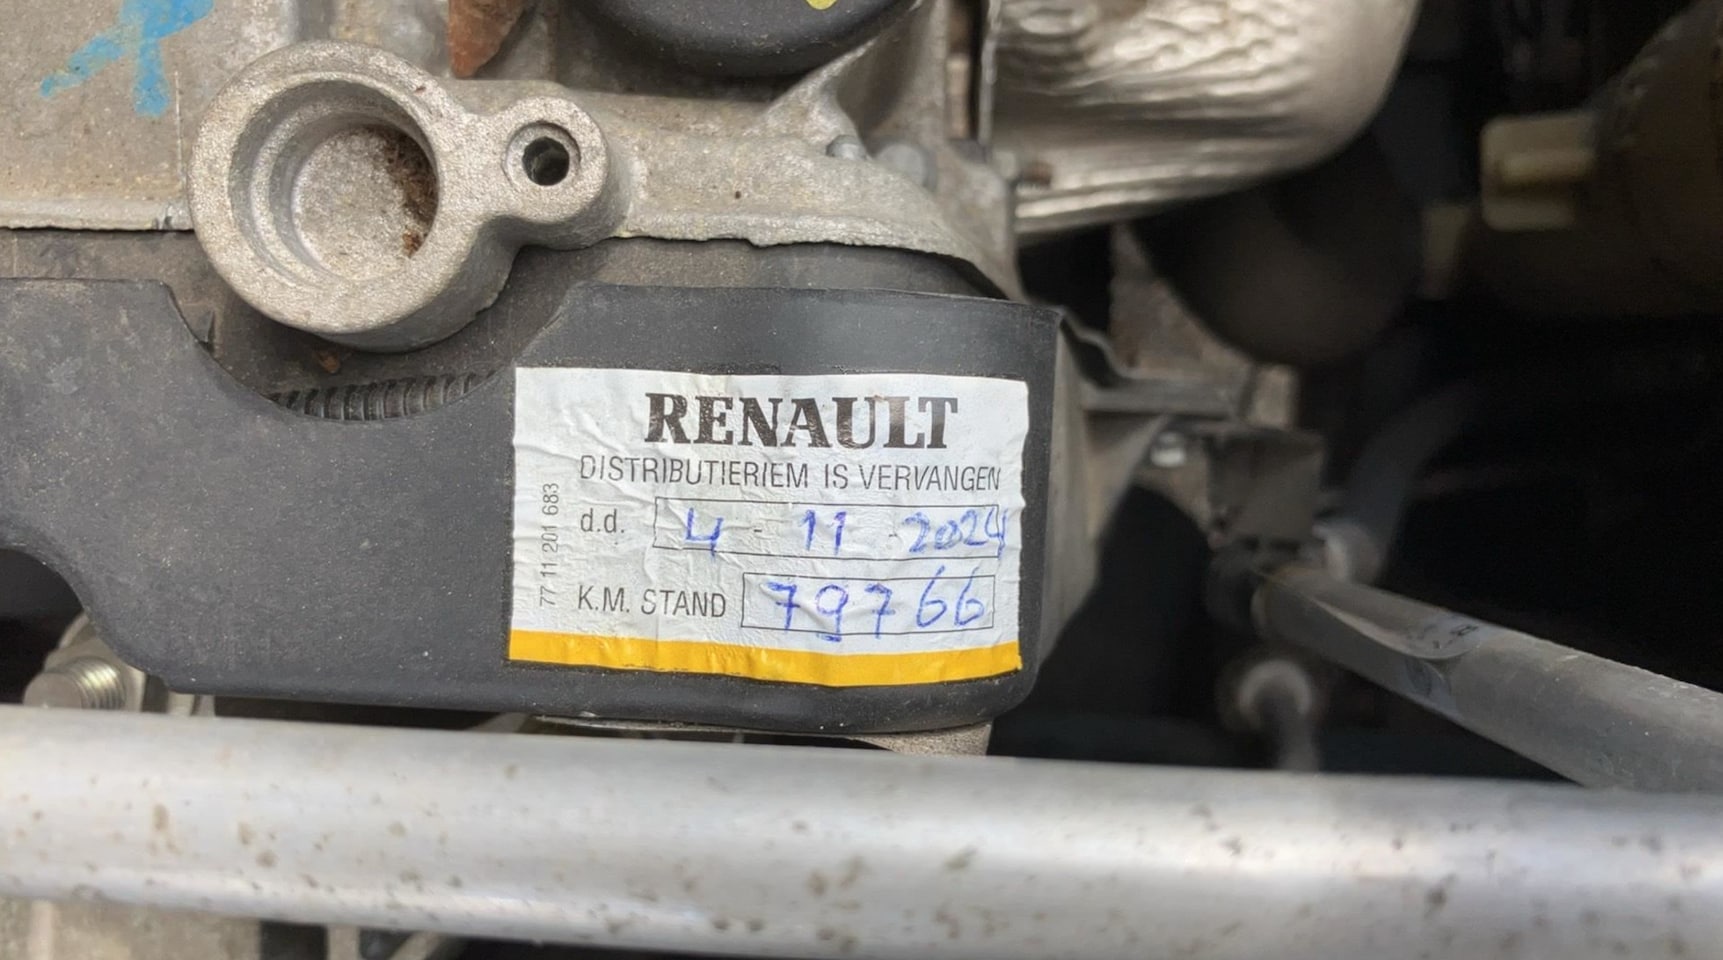 RENAULT
DISTRIBUTIERIEM IS VERVANGEN
d.d. 4 - 11 - 2024
K.M. STAND 79766
77 11 201 683